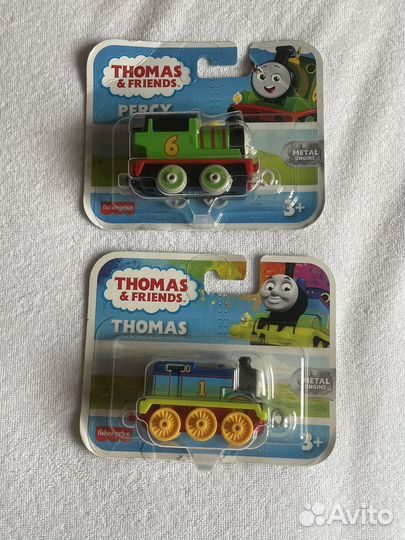 THOMAS
& FRIENDS
PERCY
6
METAL
ENGINE
Fisher-Price
3+
THOMAS
& FRIENDS
THOMAS
1
METAL
ENGINE
Fisher-Price
3+
Avito